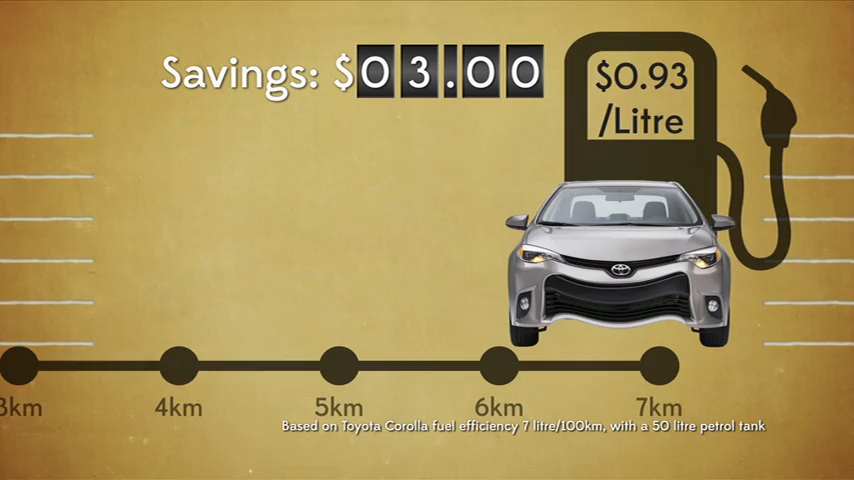 Savings: $03.00
$0.93
/Litre
3km 4km 5km 6km 7km
Based on Toyota Corolla fuel efficiency 7 litre/100km, with a 50 litre petrol tank